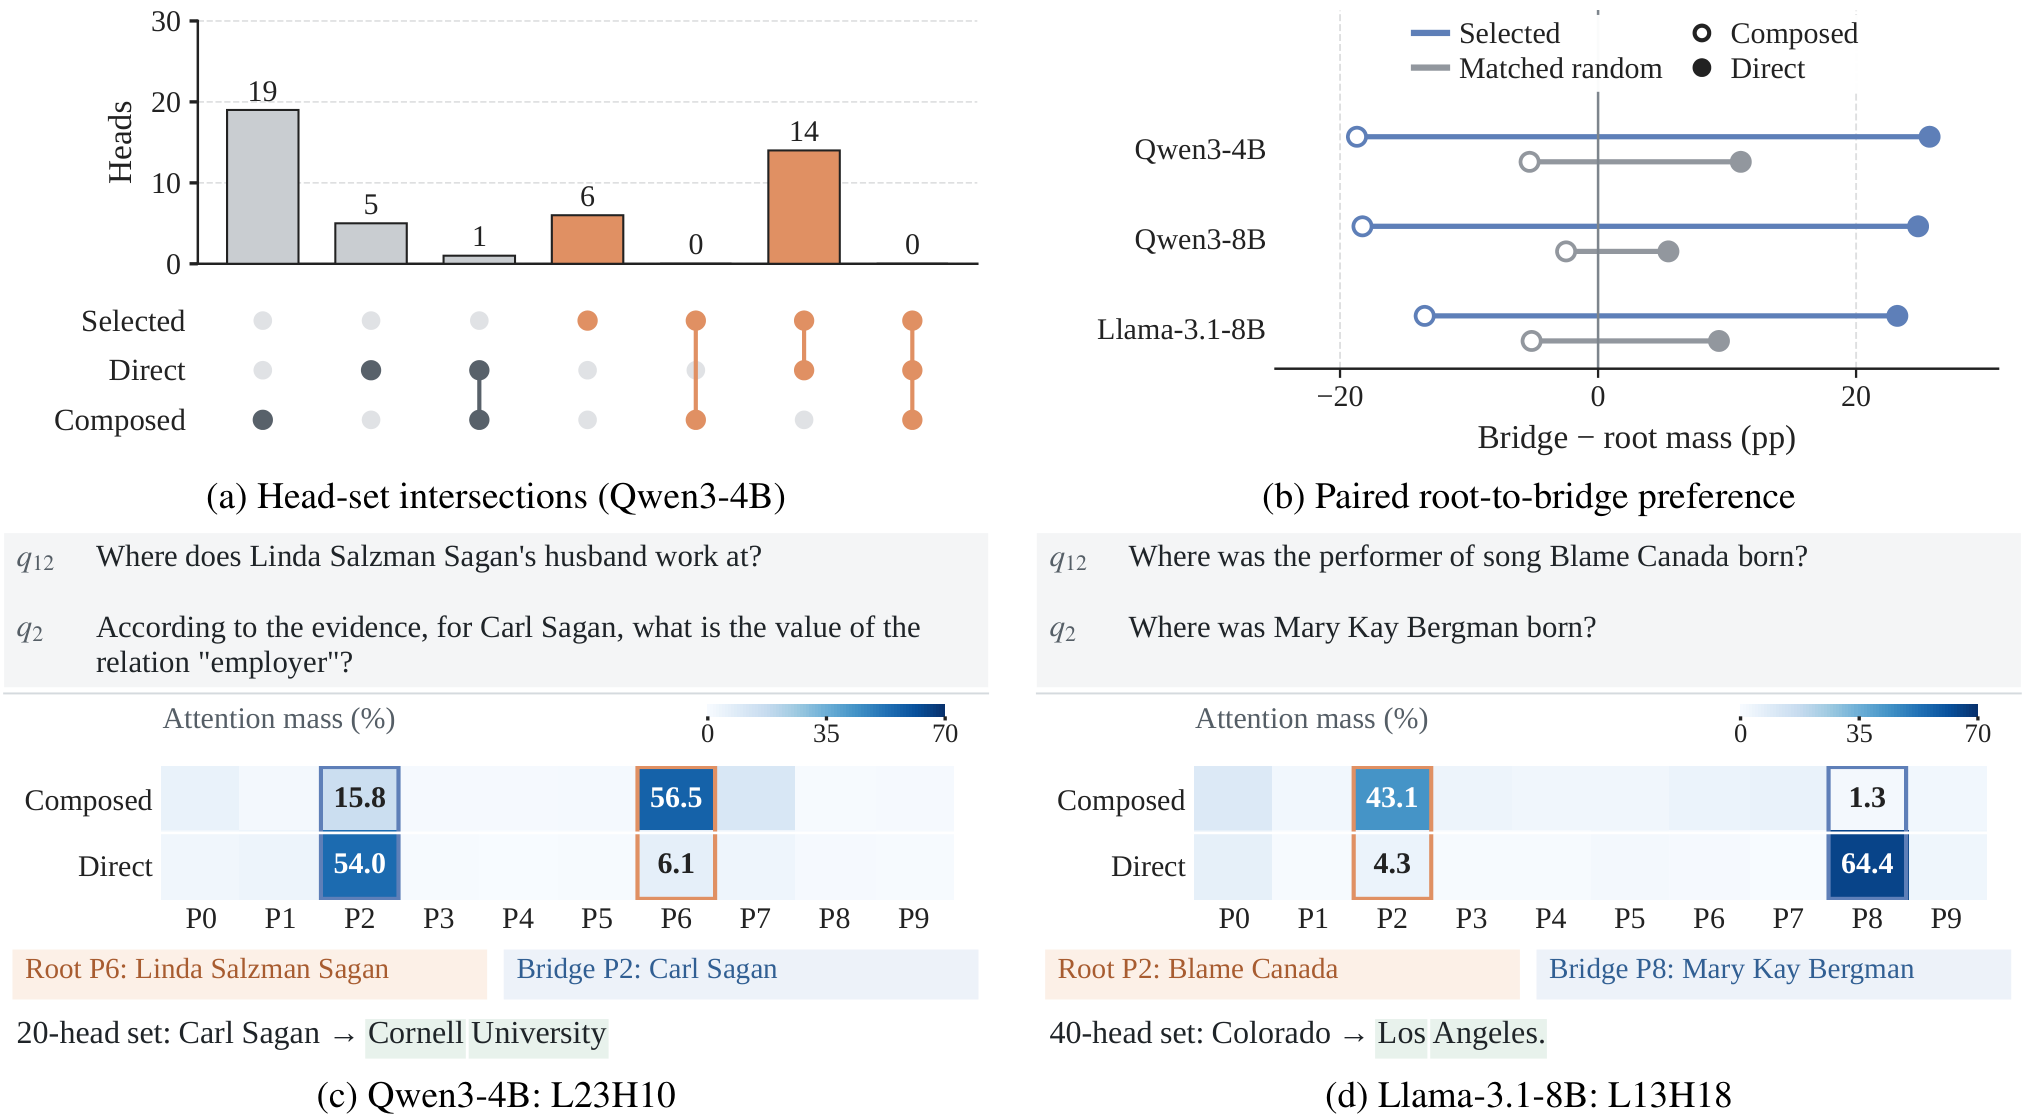 30
20
10
0
Heads
19
5
1
6
0
14
0
Selected
Direct
Composed
(a) Head-set intersections (Qwen3-4B)
Selected
Matched random
Composed
Direct
Qwen3-4B
Qwen3-8B
Llama-3.1-8B
−20
0
20
Bridge − root mass (pp)
(b) Paired root-to-bridge preference
q12 Where does Linda Salzman Sagan's husband work at?
q2 According to the evidence, for Carl Sagan, what is the value of the
relation "employer"?
Attention mass (%)
0 35 70
Composed 15.8 56.5
Direct 54.0 6.1
P0 P1 P2 P3 P4 P5 P6 P7 P8 P9
Root P6: Linda Salzman Sagan
Bridge P2: Carl Sagan
20-head set: Carl Sagan → Cornell University
(c) Qwen3-4B: L23H10
q12 Where was the performer of song Blame Canada born?
q2 Where was Mary Kay Bergman born?
Attention mass (%)
0 35 70
Composed 43.1 1.3
Direct 4.3 64.4
P0 P1 P2 P3 P4 P5 P6 P7 P8 P9
Root P2: Blame Canada
Bridge P8: Mary Kay Bergman
40-head set: Colorado → Los Angeles.
(d) Llama-3.1-8B: L13H18